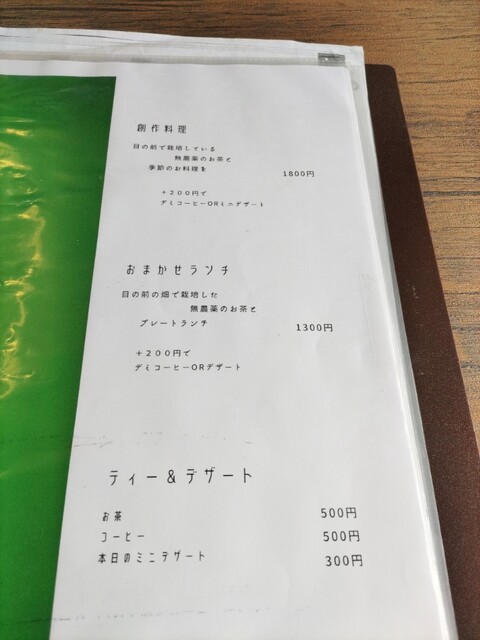 創作料理
目の前で栽培している
無農薬のお茶と
季節のお料理を
1800円
＋２００円で
デミコーヒーORミニデザート
おまかせランチ
目の前の畑で栽培した
無農薬のお茶と
プレートランチ
1300円
＋２００円で
デミコーヒーORデザート
ティー＆デザート
お茶 500円
コーヒー 500円
本日のミニデザート 300円